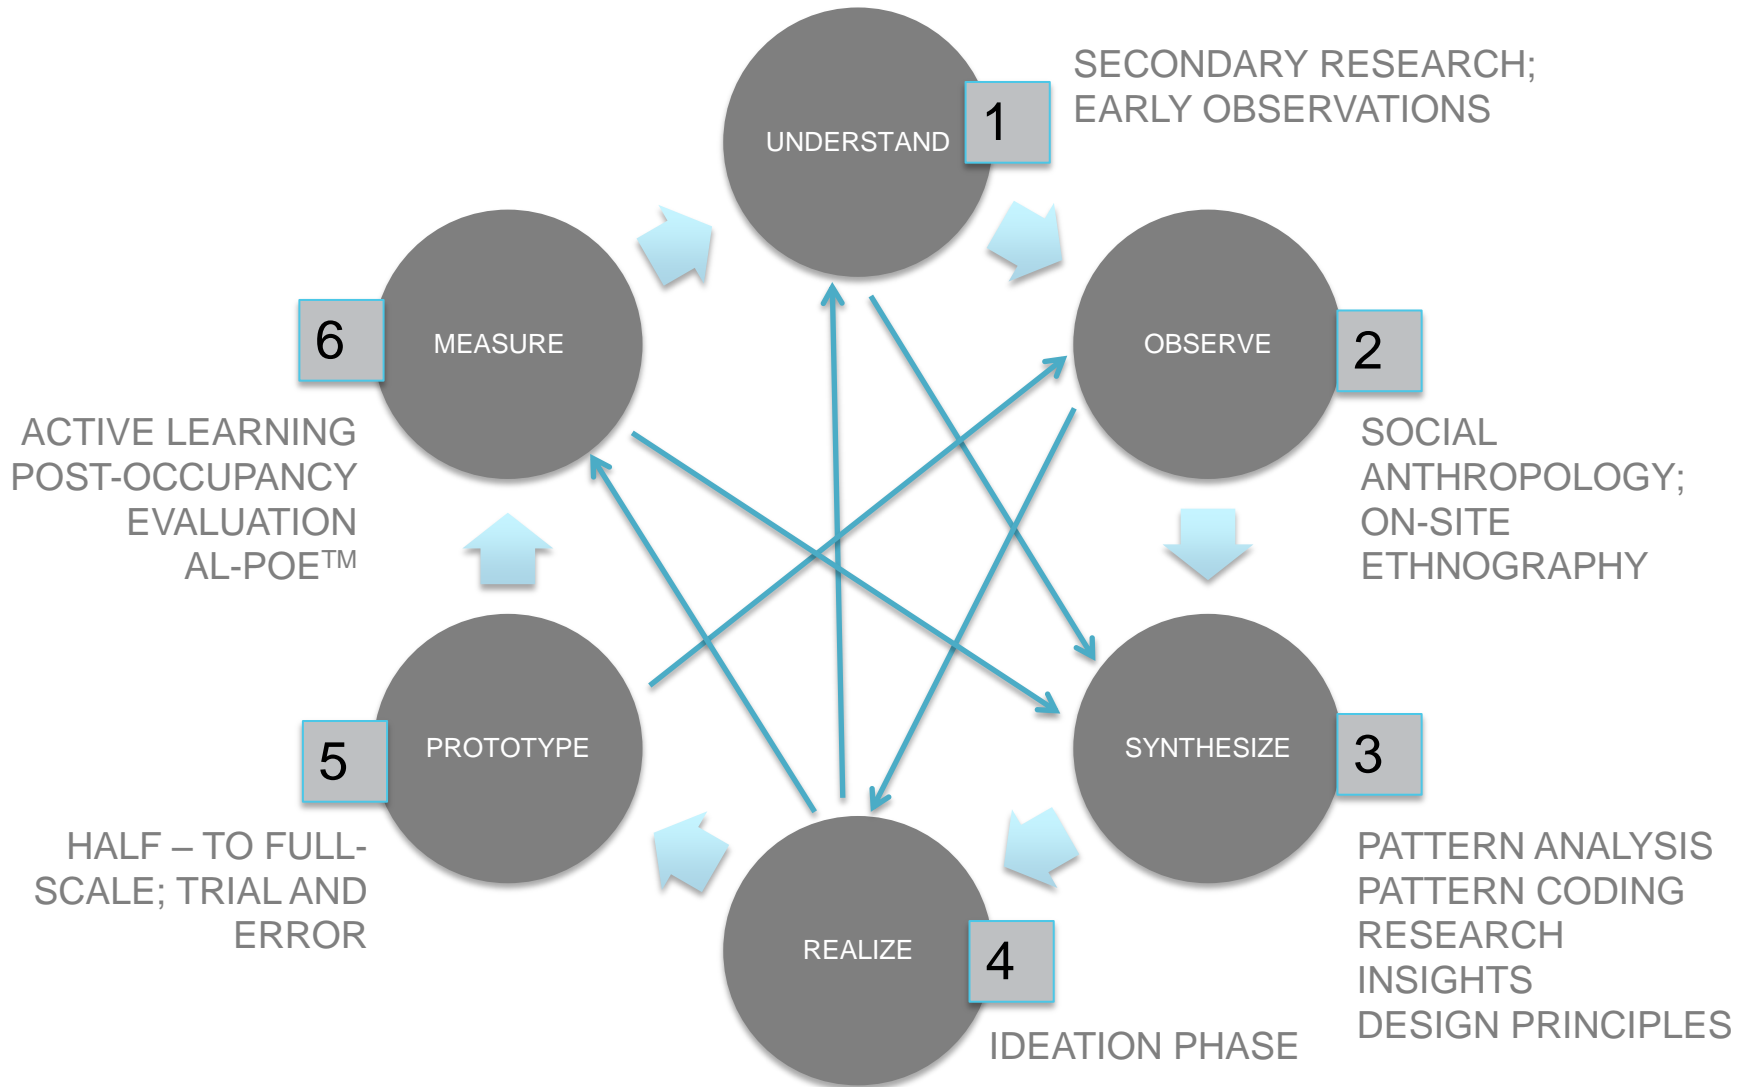 UNDERSTAND
1
SECONDARY RESEARCH;
EARLY OBSERVATIONS
OBSERVE
2
SOCIAL
ANTHROPOLOGY;
ON-SITE
ETHNOGRAPHY
SYNTHESIZE
3
PATTERN ANALYSIS
PATTERN CODING
RESEARCH
INSIGHTS
DESIGN PRINCIPLES
REALIZE
4
IDEATION PHASE
PROTOTYPE
5
HALF – TO FULL-
SCALE; TRIAL AND
ERROR
MEASURE
6
ACTIVE LEARNING
POST-OCCUPANCY
EVALUATION
AL-POE™